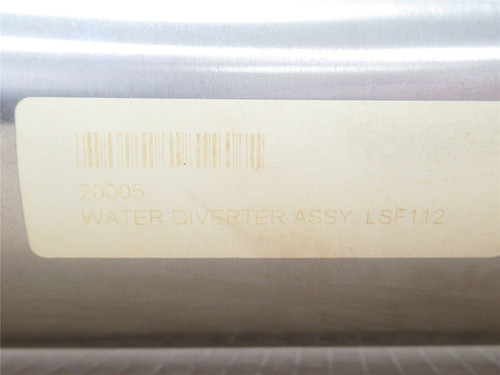 20005
WATER DIVERTER ASSY. LSF112